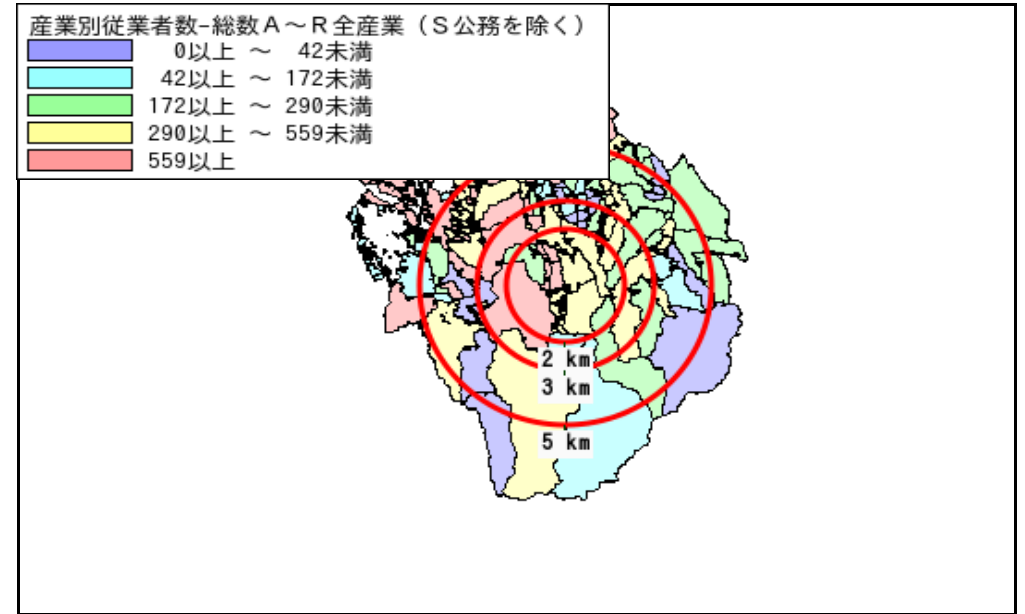 産業別従業者数−総数Ａ～Ｒ全産業（Ｓ公務を除く）
0以上 ～ 42未満
42以上 ～ 172未満
172以上 ～ 290未満
290以上 ～ 559未満
559以上
2 km
3 km
5 km